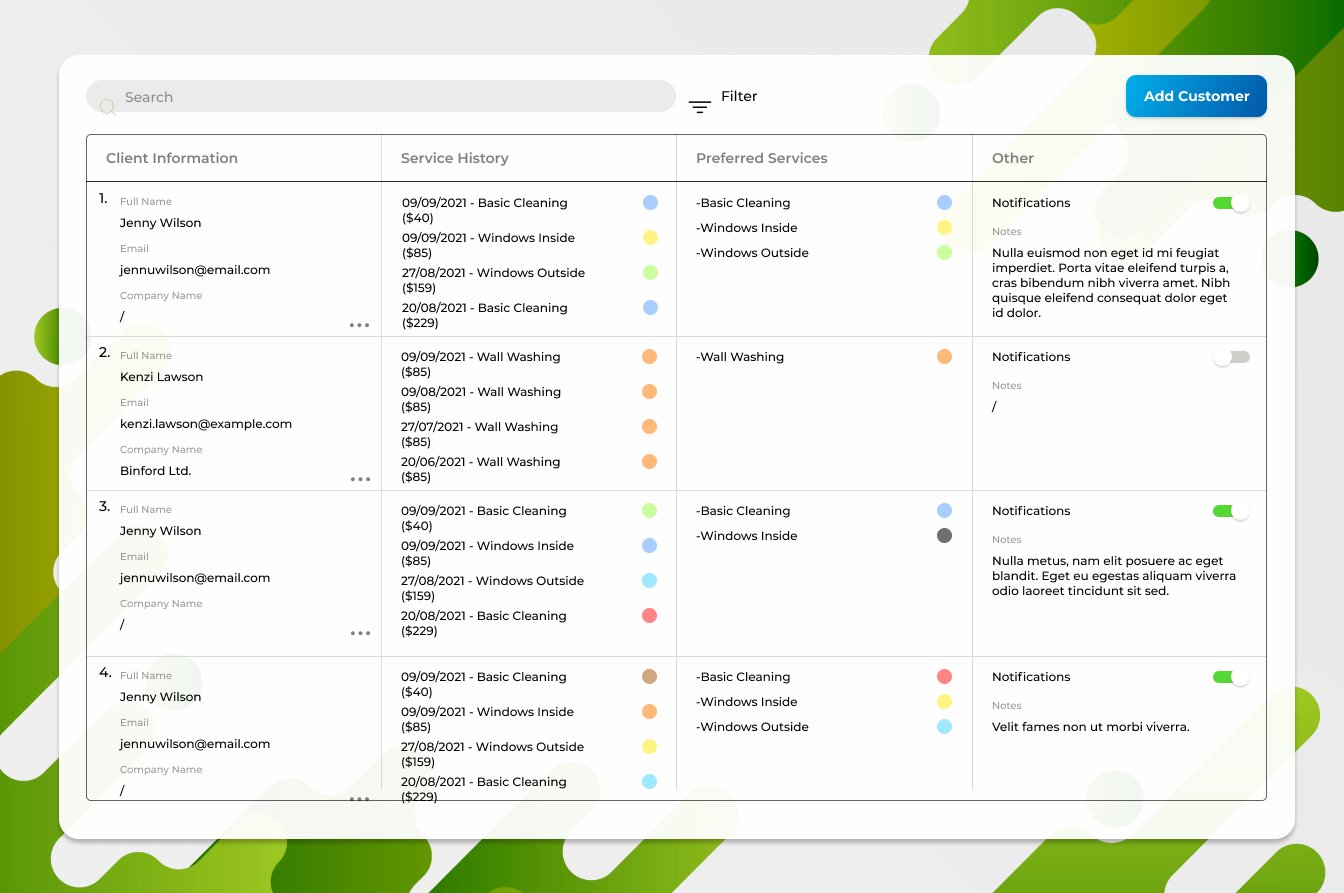 Search
Filter
Add Customer
Client Information
Service History
Preferred Services
Other
1.
Full Name
Jenny Wilson
Email
jennuwilson@email.com
Company Name
/
09/09/2021 - Basic Cleaning
($40)
09/09/2021 - Windows Inside
($85)
27/08/2021 - Windows Outside
($159)
20/08/2021 - Basic Cleaning
($229)
-Basic Cleaning
-Windows Inside
-Windows Outside
Notifications
Notes
Nulla euismod non eget id mi feugiat
imperdiet. Porta vitae eleifend turpis a,
cras bibendum nibh viverra amet. Nibh
quisque eleifend consequat dolor eget
id dolor.
2.
Full Name
Kenzi Lawson
Email
kenzi.lawson@example.com
Company Name
Binford Ltd.
09/09/2021 - Wall Washing
($85)
09/08/2021 - Wall Washing
($85)
27/07/2021 - Wall Washing
($85)
20/06/2021 - Wall Washing
($85)
-Wall Washing
Notifications
Notes
/
3.
Full Name
Jenny Wilson
Email
jennuwilson@email.com
Company Name
/
09/09/2021 - Basic Cleaning
($40)
09/09/2021 - Windows Inside
($85)
27/08/2021 - Windows Outside
($159)
20/08/2021 - Basic Cleaning
($229)
-Basic Cleaning
-Windows Inside
Notifications
Notes
Nulla metus, nam elit posuere ac eget
blandit. Eget eu egestas aliquam viverra
odio laoreet tincidunt sit sed.
4.
Full Name
Jenny Wilson
Email
jennuwilson@email.com
Company Name
/
09/09/2021 - Basic Cleaning
($40)
09/09/2021 - Windows Inside
($85)
27/08/2021 - Windows Outside
($159)
20/08/2021 - Basic Cleaning
($229)
-Basic Cleaning
-Windows Inside
-Windows Outside
Notifications
Notes
Velit fames non ut morbi viverra.